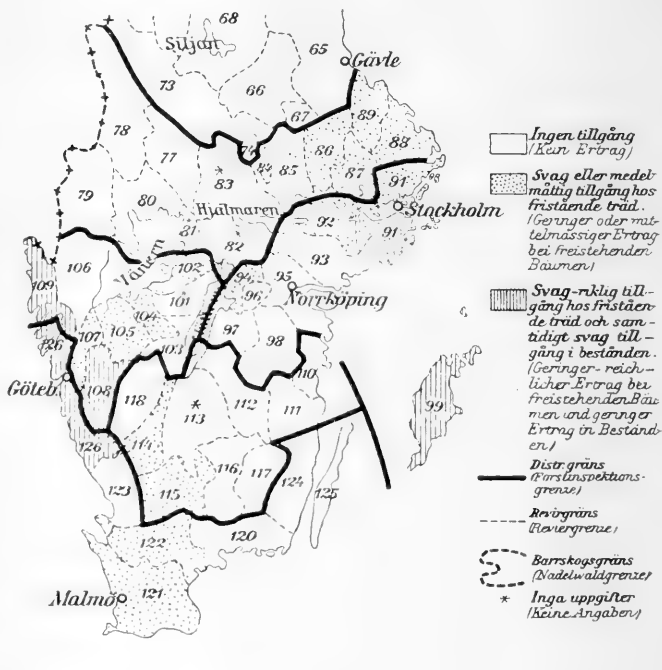 68
Siljan
65
Gävle
73
66
67
89
78
77
74
86
88
83
84
85
87
79
80
91
Stockholm
Hjälmaren
92
91
81
82
Vänern
93
106
102
94
95
109
101
96
Norrköping
104
105
107
97
98
126
103
110
Göteb.
108
118
112
111
99
113
126
114
116
117
124
123
115
125
122
120
Malmö
121
Ingen tillgång
(Kein Ertrag)
Svag eller medel-
måttig tillgång hos
fristående träd.
(Geringer oder mit-
telmässiger Ertrag
bei freistehenden
Bäumen)
Svag-riklig till-
gång hos friståen-
de träd och sam-
tidigt svag till-
gång i bestånden.
(Geringer-reich-
licher Ertrag bei
freistehenden Bäu-
men und geringer
Ertrag in Beständ-
en)
Distr.gräns
(Forstinspektions-
grenze)
Revirgräns
(Reviergrenze)
Barrskogsgräns
(Nadelwaldgrenze)
* Inga uppgifter
(Keine Angaben)